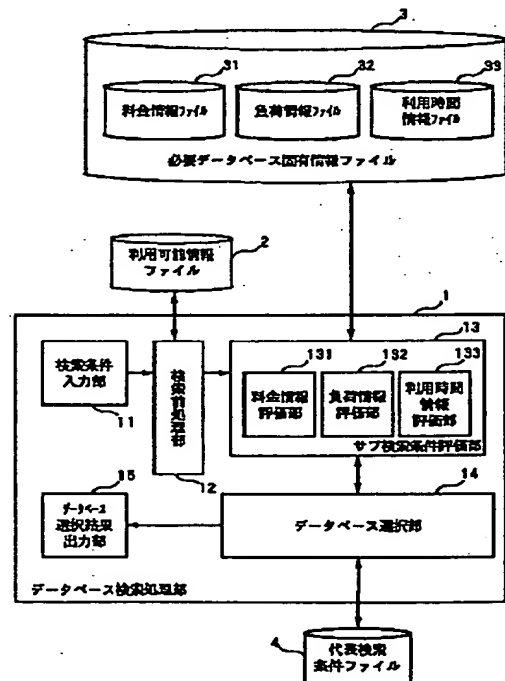 3
31
32
33
料金情報ファイル
負荷情報ファイル
利用時間
情報ファイル
必要データベース固有情報ファイル
2
利用可能情報
ファイル
1
13
131
132
133
検索条件
入力部
11
検索前処理部
12
料金情報
評価部
負荷情報
評価部
利用時間
情報
評価部
サブ検索条件評価部
14
15
データベース
選択結果
出力部
データベース選択部
データベース検索処理部
4
代表検索
条件ファイル